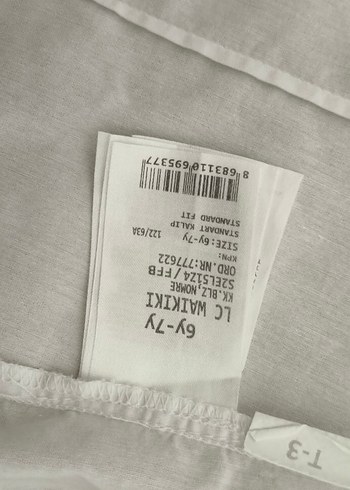 6y-7y
LC WAIKIKI
KK.BLZ,NOMRE
S2EL51Z4 / FFB
ORD.NR:777622
KPN:
SIZE:6y-7y 122/63A
STANDART KALIP
STANDARD FIT
8 683110 695377
T-3